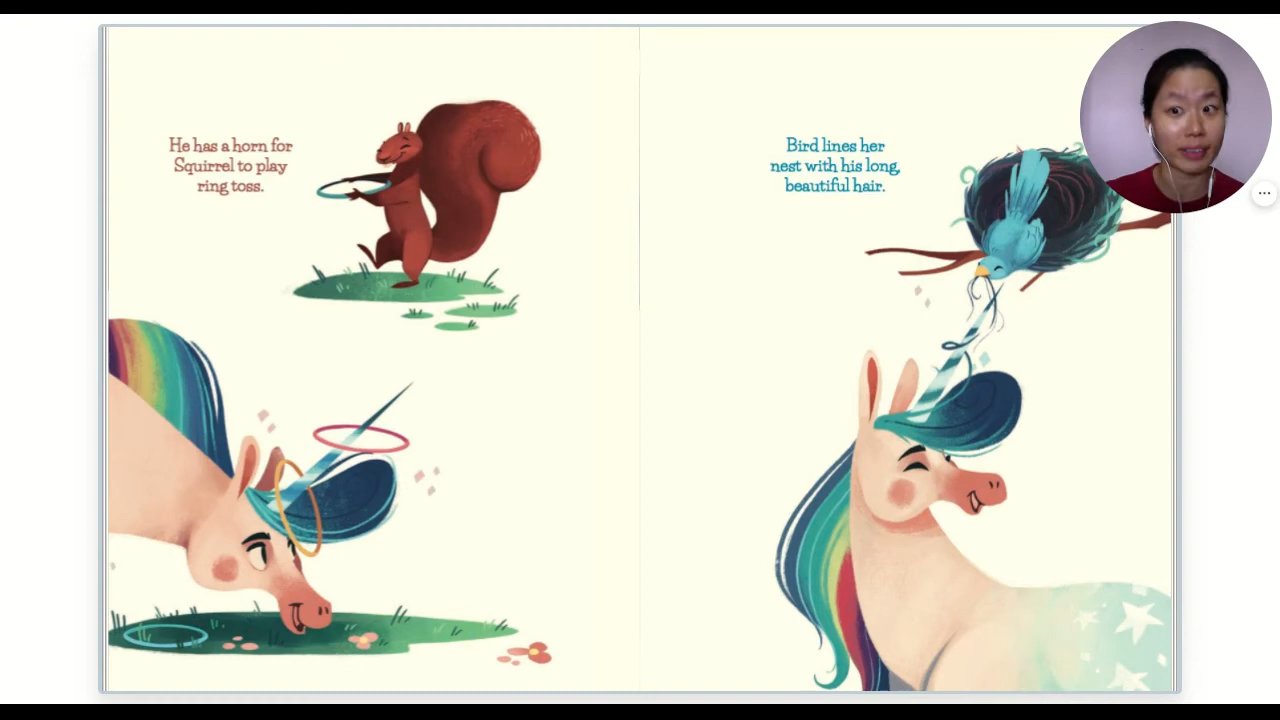 He has a horn for
Squirrel to play
ring toss.
Bird lines her
nest with his long,
beautiful hair.